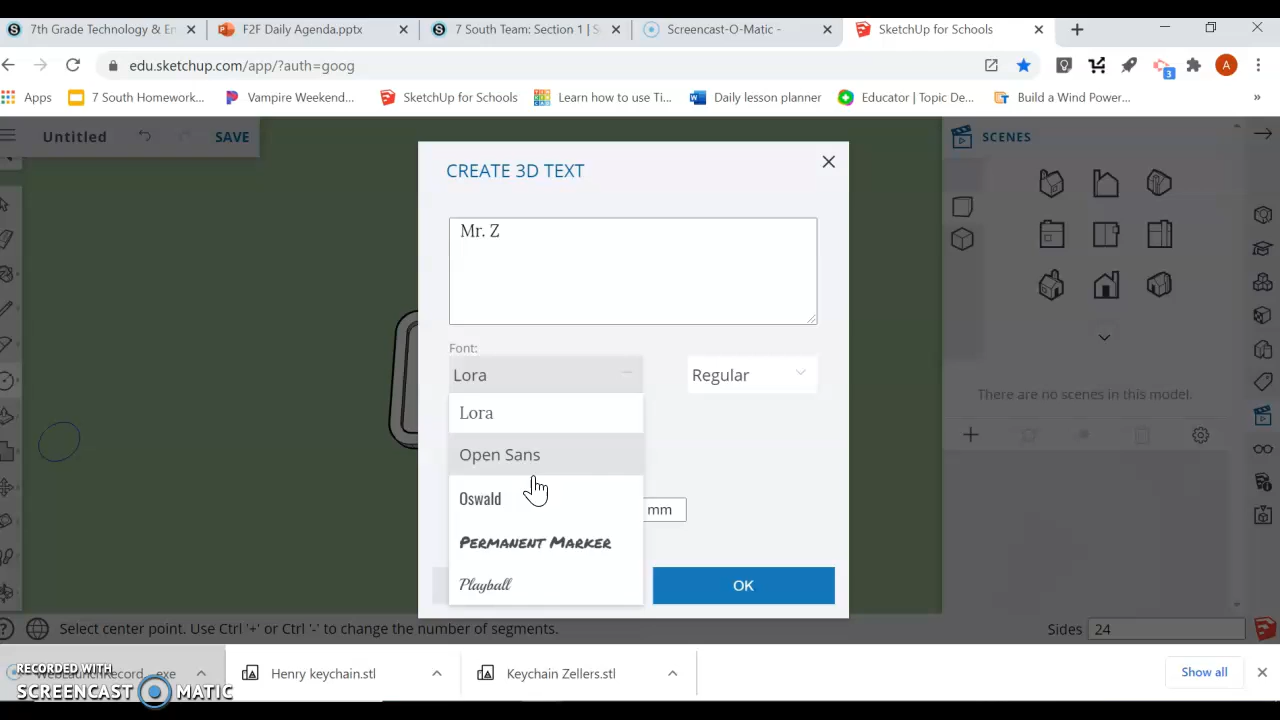 7th Grade Technology & En
F2F Daily Agenda.pptx
7 South Team: Section 1 | S
Screencast-O-Matic -
SketchUp for Schools
edu.sketchup.com/app/?auth=goog
3
A
Apps
7 South Homework...
Vampire Weekend...
SketchUp for Schools
Learn how to use Ti...
Daily lesson planner
Educator | Topic De...
Build a Wind Power...
»
Untitled
SAVE
SCENES
CREATE 3D TEXT
Mr. Z
Font:
Lora
Regular
Lora
Open Sans
Oswald
Permanent Marker
Playball
mm
OK
There are no scenes in this model.
Select center point. Use Ctrl '+' or Ctrl '-' to change the number of segments.
Sides
24
RECORDED WITH
SCREENCAST O MATIC
Henry keychain.stl
Keychain Zellers.stl
Show all